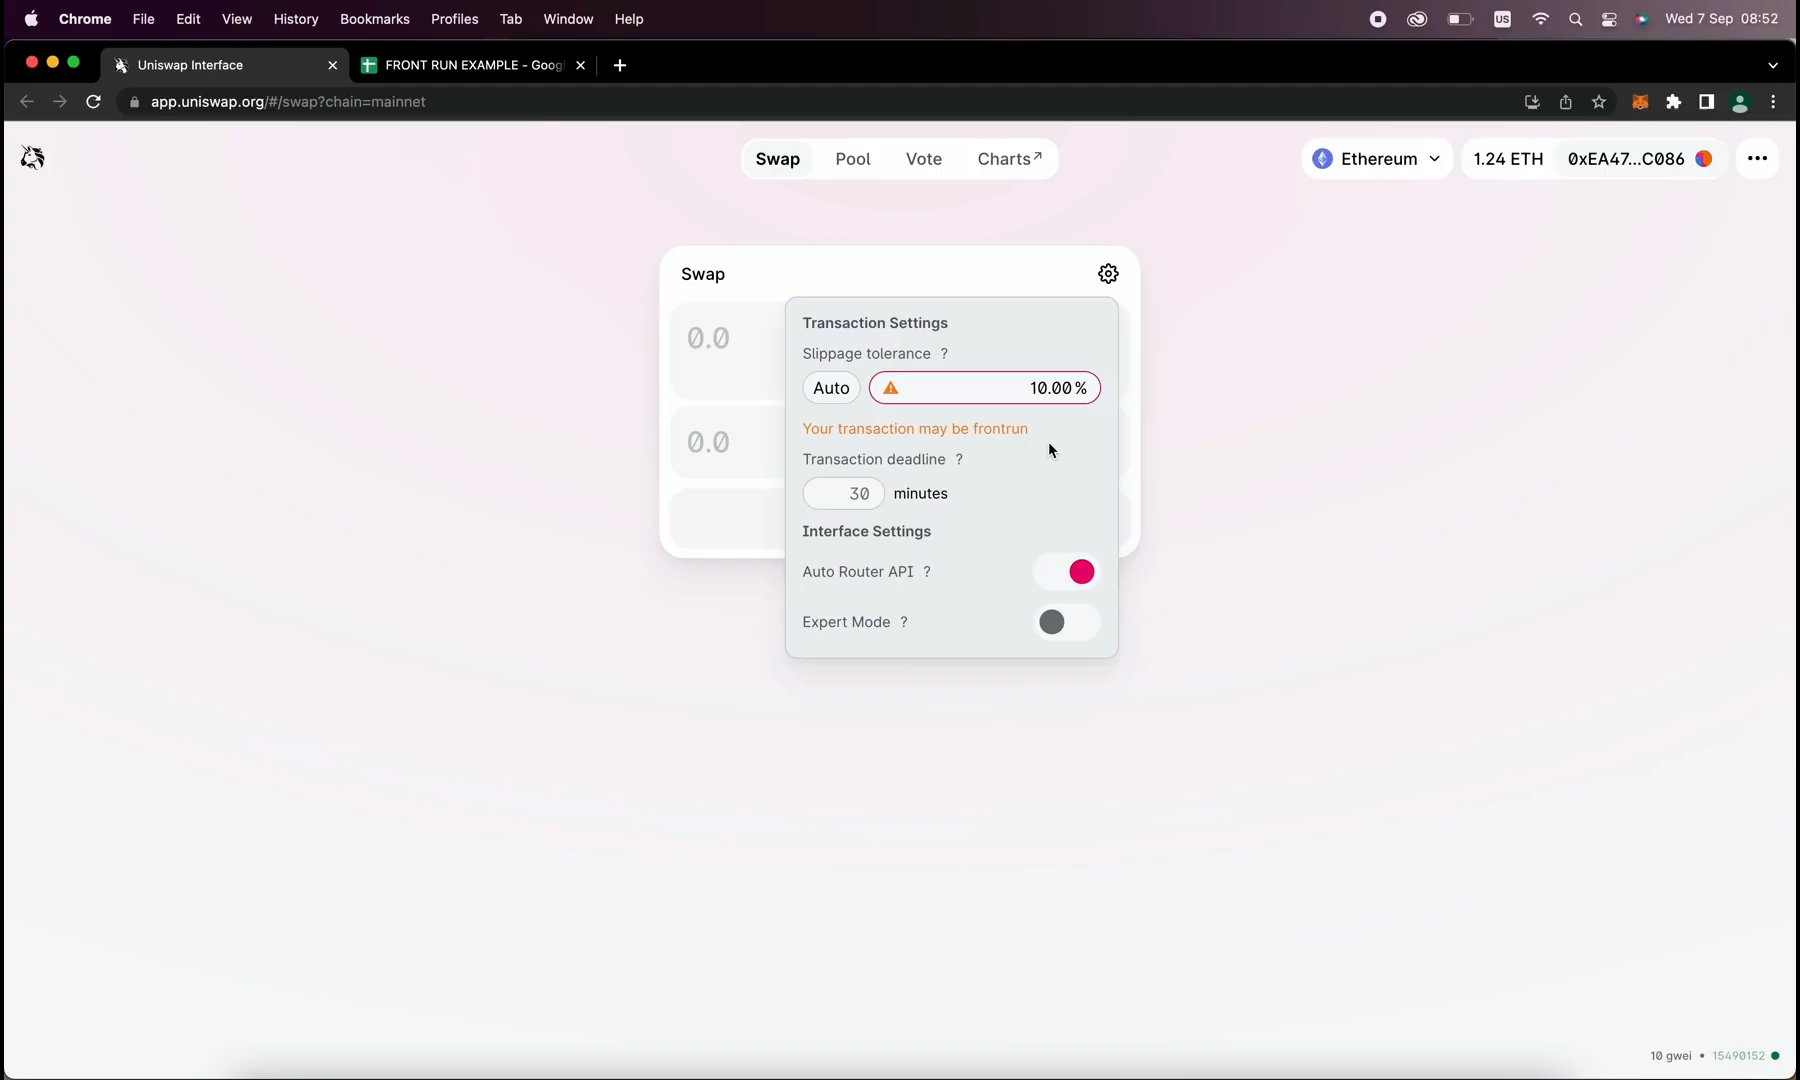 Chrome File Edit View History Bookmarks Profiles Tab Window Help US Wed 7 Sep 08:52
Uniswap Interface FRONT RUN EXAMPLE - Goog
app.uniswap.org/#/swap?chain=mainnet
Swap Pool Vote Charts↗ Ethereum 1.24 ETH 0xEA47...C086
Swap
Transaction Settings
0.0
Slippage tolerance ?
Auto 10.00 %
Your transaction may be frontrun
0.0
Transaction deadline ?
30 minutes
Interface Settings
Auto Router API ?
Expert Mode ?
10 gwei • 15490152